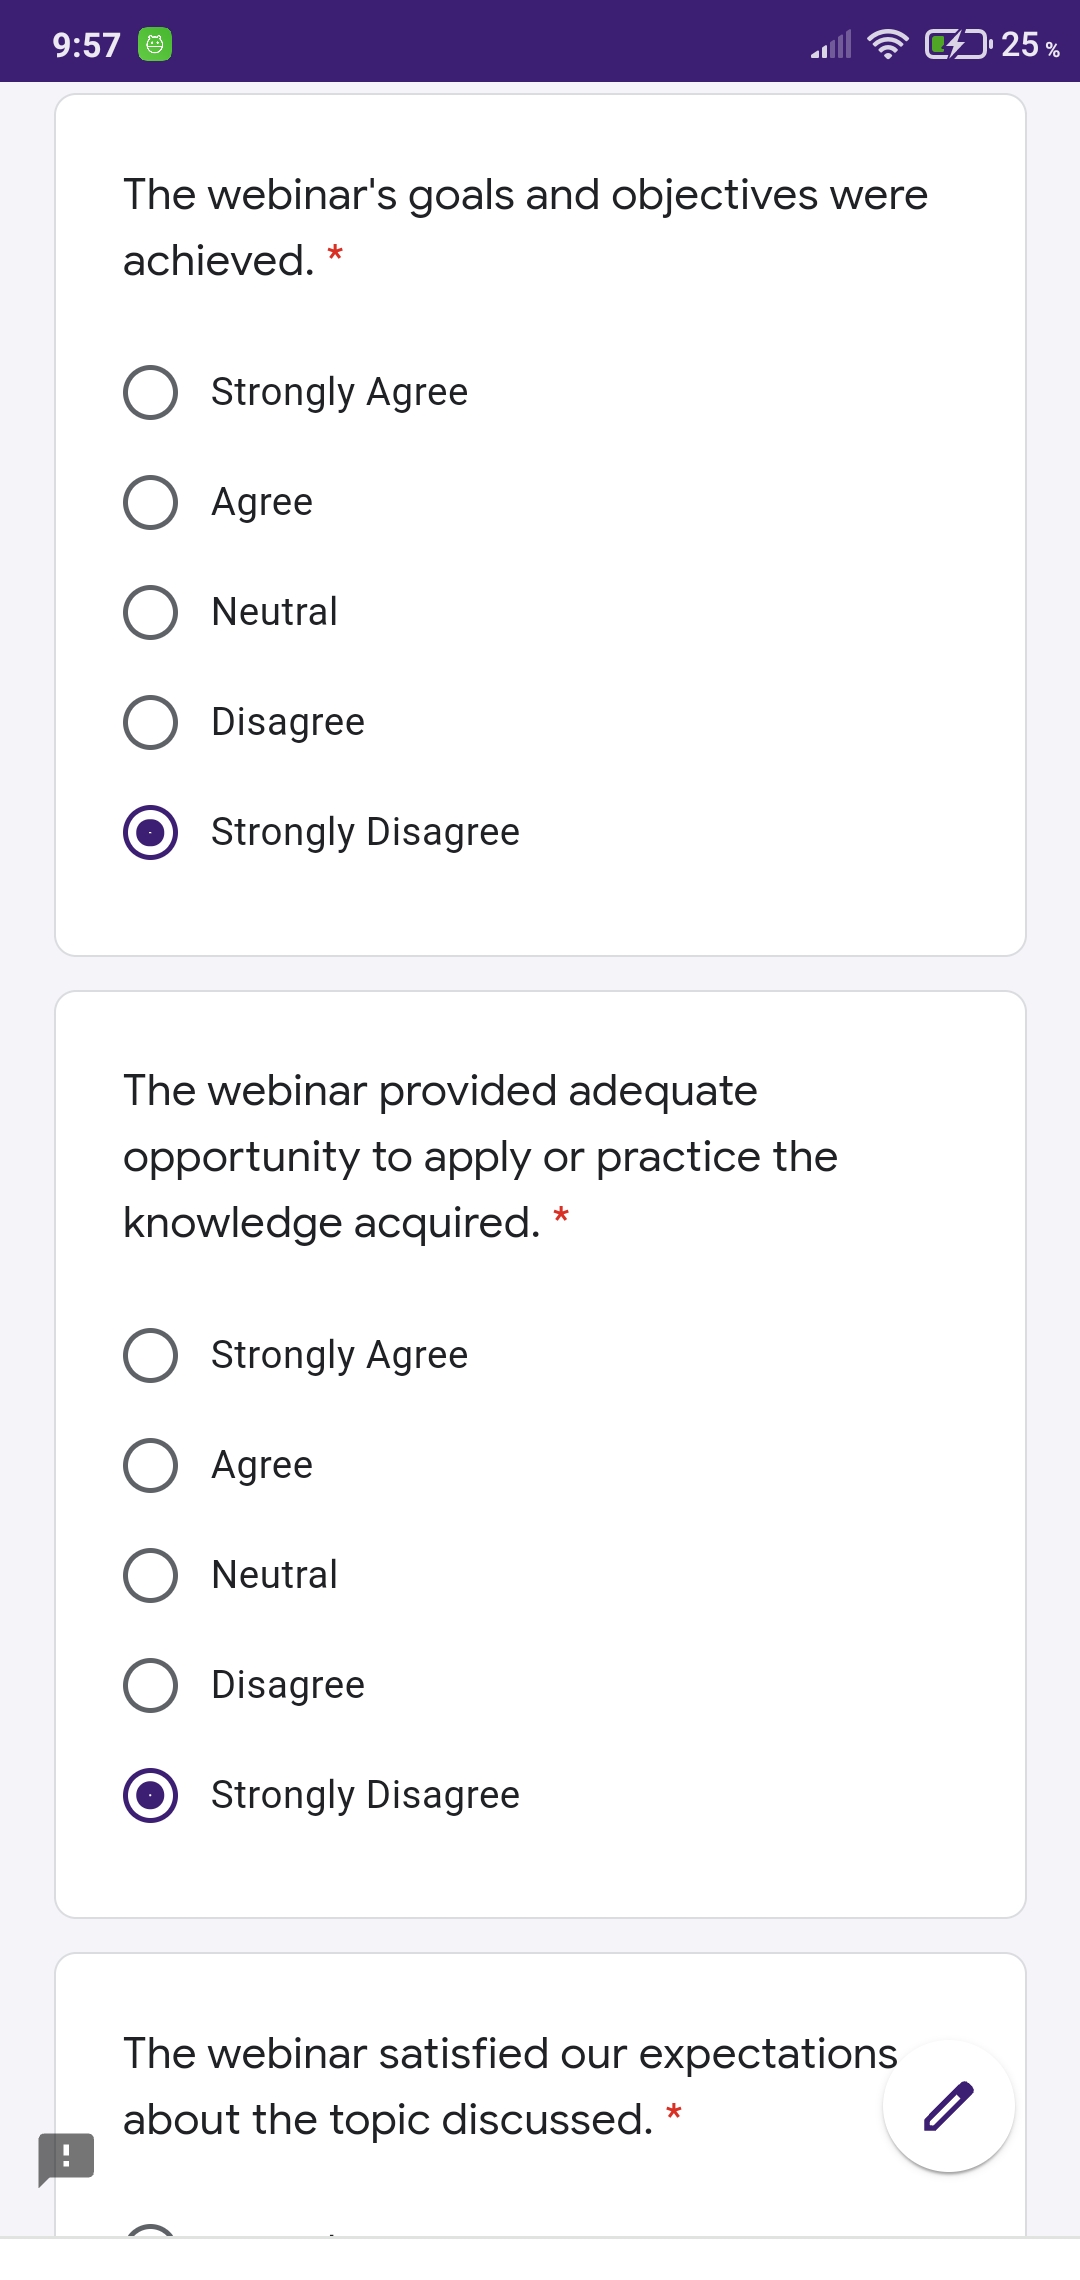 9:57
25 %
The webinar's goals and objectives were
achieved. *
Strongly Agree
Agree
Neutral
Disagree
Strongly Disagree
The webinar provided adequate
opportunity to apply or practice the
knowledge acquired. *
Strongly Agree
Agree
Neutral
Disagree
Strongly Disagree
The webinar satisfied our expectations
about the topic discussed. *